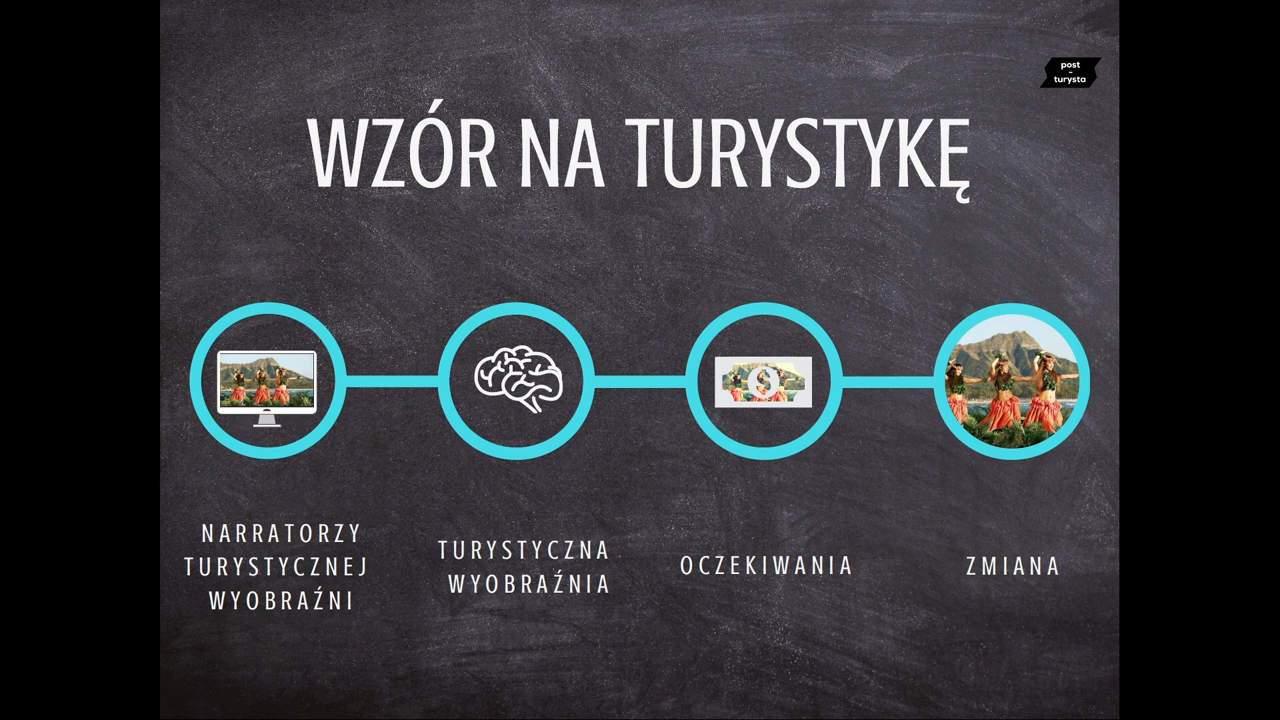 post
-
turysta
WZÓR NA TURYSTYKĘ
NARRATORZY
TURYSTYCZNEJ
WYOBRAŹNI
TURYSTYCZNA
WYOBRAŹNIA
$
OCZEKIWANIA
ZMIANA